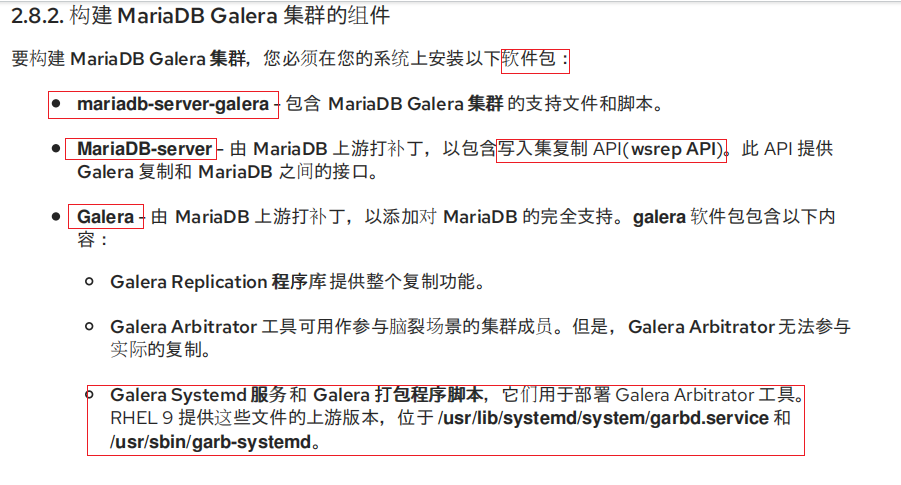 2.8.2. 构建 MariaDB Galera 集群的组件
要构建 MariaDB Galera 集群，您必须在您的系统上安装以下软件包：
● mariadb-server-galera - 包含 MariaDB Galera 集群 的支持文件和脚本。
● MariaDB-server - 由 MariaDB 上游打补丁，以包含写入集复制 API(wsrep API)。此 API 提供
Galera 复制和 MariaDB 之间的接口。
● Galera - 由 MariaDB 上游打补丁，以添加对 MariaDB 的完全支持。galera 软件包包含以下内
容：
○ Galera Replication 程序库提供整个复制功能。
○ Galera Arbitrator 工具可用作参与脑裂场景的集群成员。但是，Galera Arbitrator 无法参与
实际的复制。
○ Galera Systemd 服务和 Galera 打包程序脚本，它们用于部署 Galera Arbitrator 工具。
RHEL 9 提供这些文件的上游版本，位于 /usr/lib/systemd/system/garbd.service 和
/usr/sbin/garb-systemd。